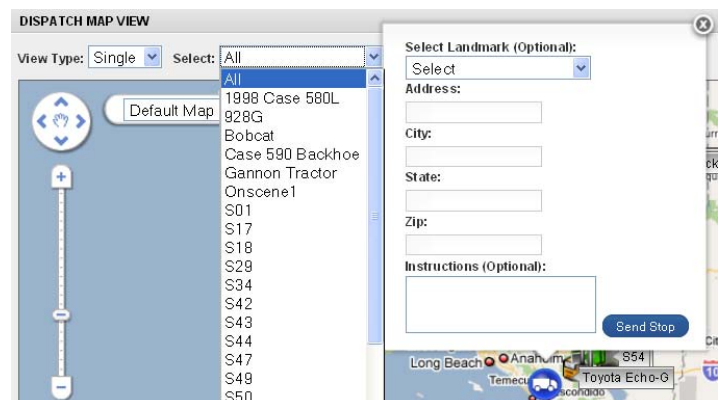 DISPATCH MAP VIEW
View Type: Single Select: All
All
1998 Case 580L
928G
Bobcat
Case 590 Backhoe
Gannon Tractor
Onscene1
S01
S17
S18
S29
S34
S42
S43
S44
S47
S49
S50
Default Map
Select Landmark (Optional):
Select
Address:
City:
State:
Zip:
Instructions (Optional):
Send Stop
Long Beach
Anaheim
S54
Toyota Echo-G